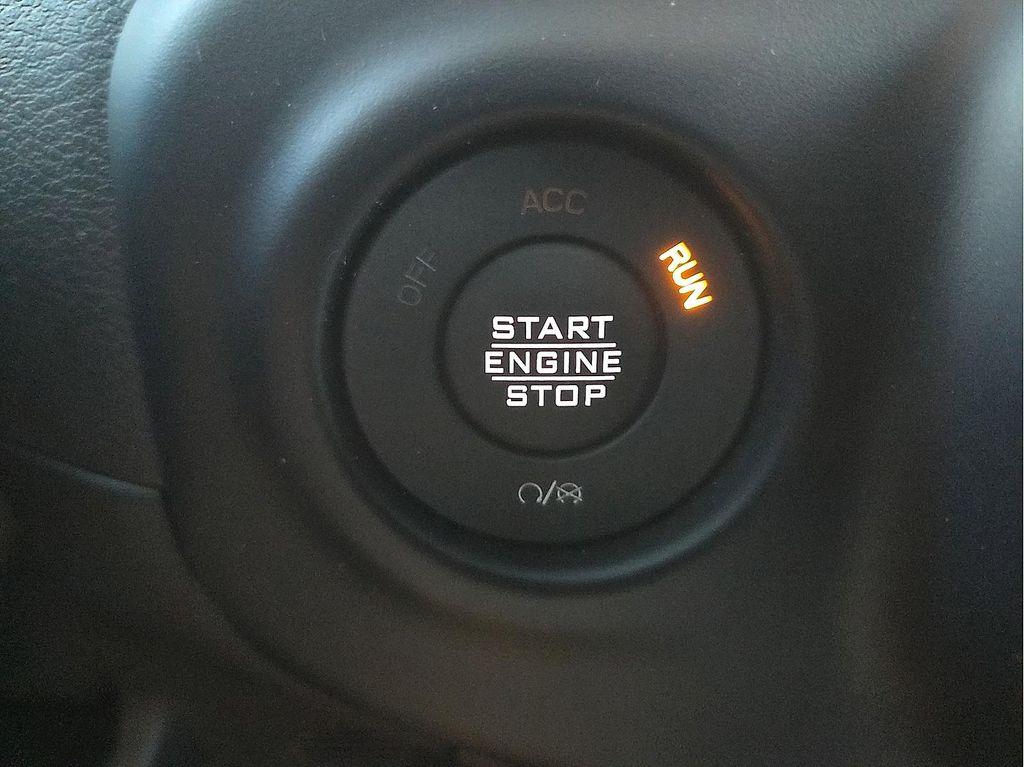 ACC
OFF
RUN
START
ENGINE
STOP